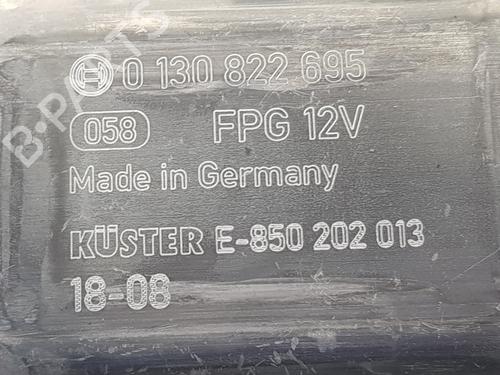 0 130 822 695
058 FPG 12V
Made in Germany
KÜSTER E-850 202 013
18-08
B-PARTS